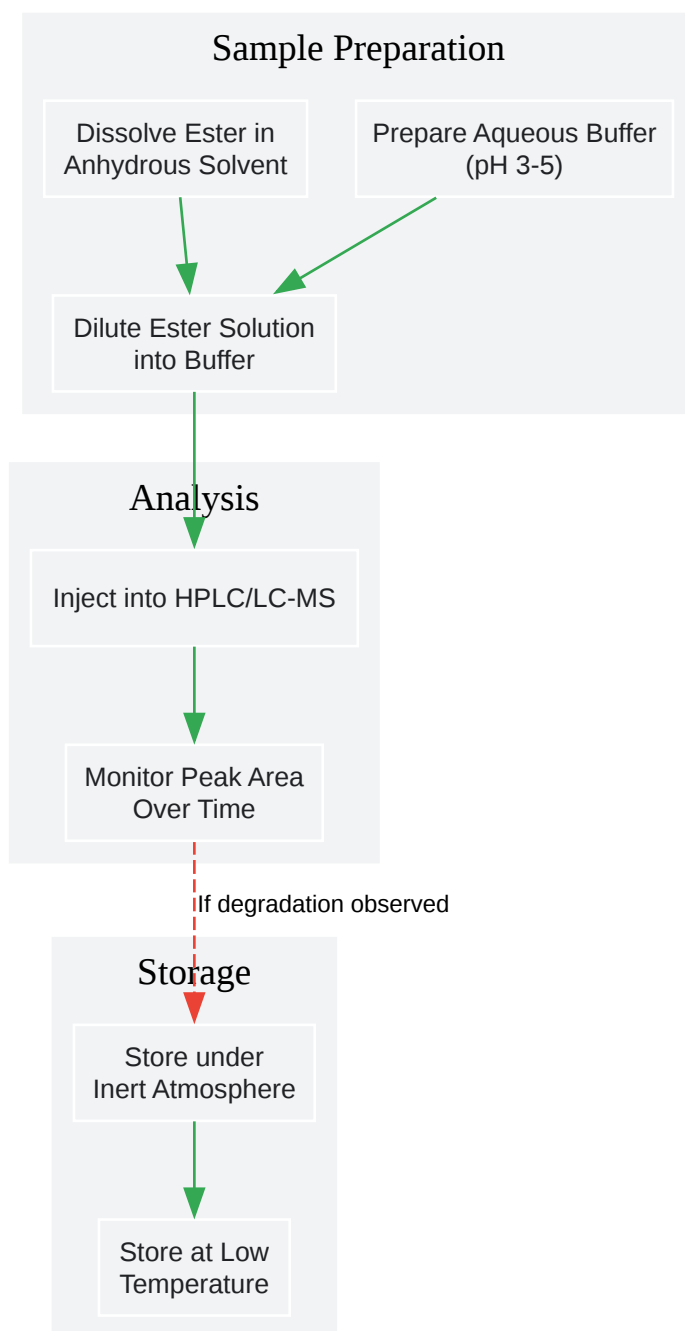 Sample Preparation
Dissolve Ester in
Anhydrous Solvent
Prepare Aqueous Buffer
(pH 3-5)
Dilute Ester Solution
into Buffer
Analysis
Inject into HPLC/LC-MS
Monitor Peak Area
Over Time
If degradation observed
Storage
Store under
Inert Atmosphere
Store at Low
Temperature